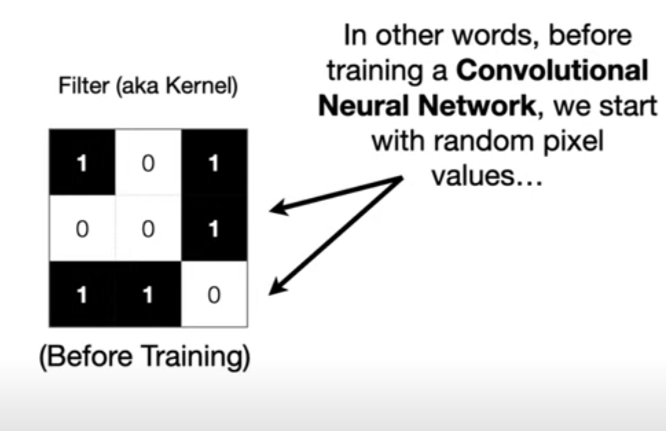 In other words, before
training a Convolutional
Neural Network, we start
with random pixel
values...
Filter (aka Kernel)
1 0 1
0 0 1
1 1 0
(Before Training)